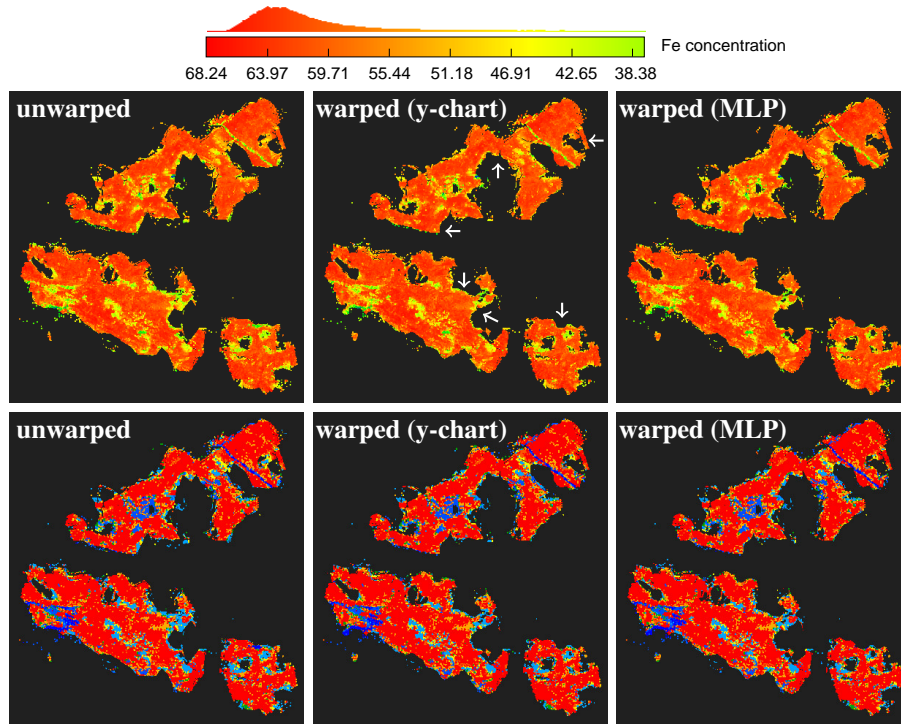 Fe concentration
68.24 63.97 59.71 55.44 51.18 46.91 42.65 38.38
unwarped warped (y-chart) warped (MLP)
unwarped warped (y-chart) warped (MLP)